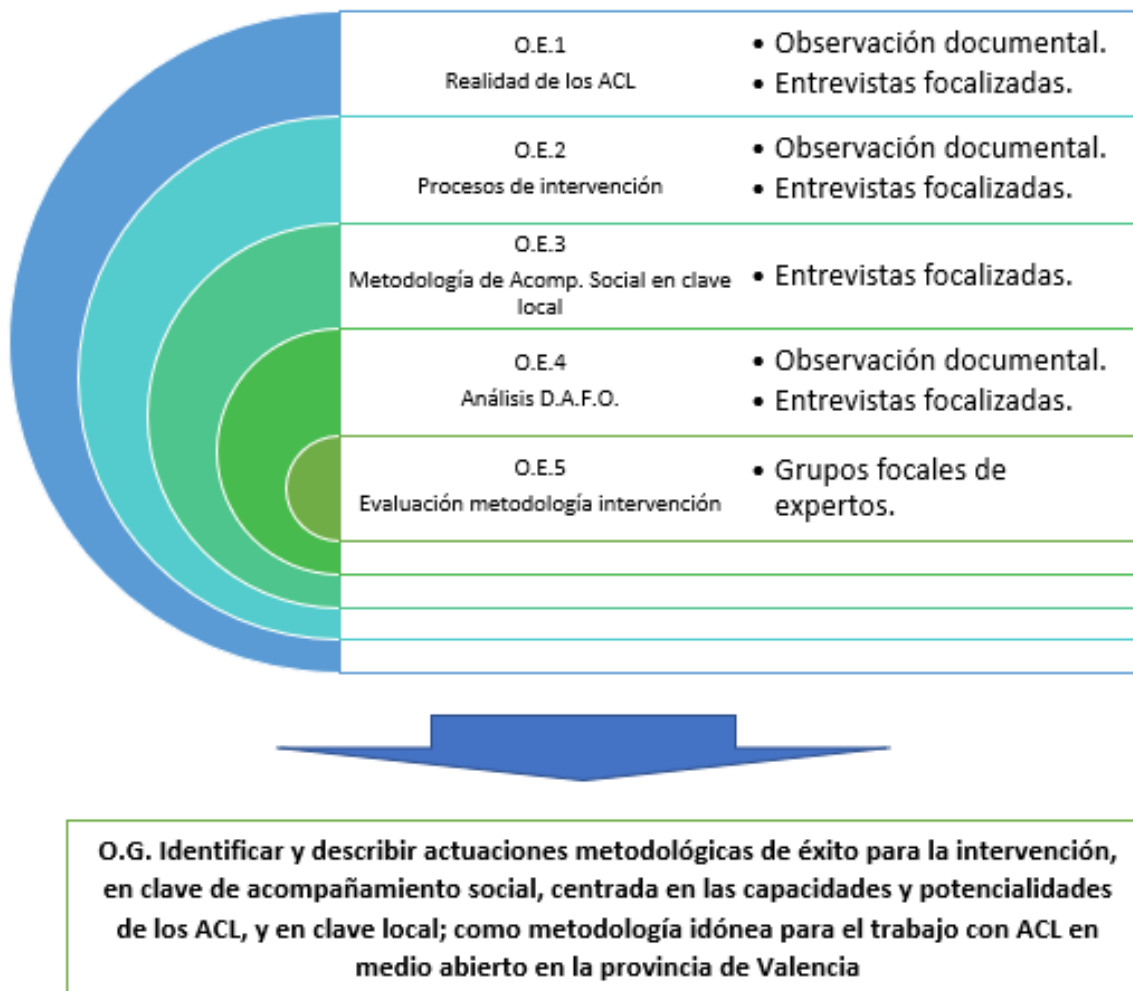 O.E.1
Realidad de los ACL
• Observación documental.
• Entrevistas focalizadas.
O.E.2
Procesos de intervención
• Observación documental.
• Entrevistas focalizadas.
O.E.3
Metodología de Acomp. Social en clave
local
• Entrevistas focalizadas.
O.E.4
Análisis D.A.F.O.
• Observación documental.
• Entrevistas focalizadas.
O.E.5
Evaluación metodología intervención
• Grupos focales de
expertos.
O.G. Identificar y describir actuaciones metodológicas de éxito para la intervención,
en clave de acompañamiento social, centrada en las capacidades y potencialidades
de los ACL, y en clave local; como metodología idónea para el trabajo con ACL en
medio abierto en la provincia de Valencia